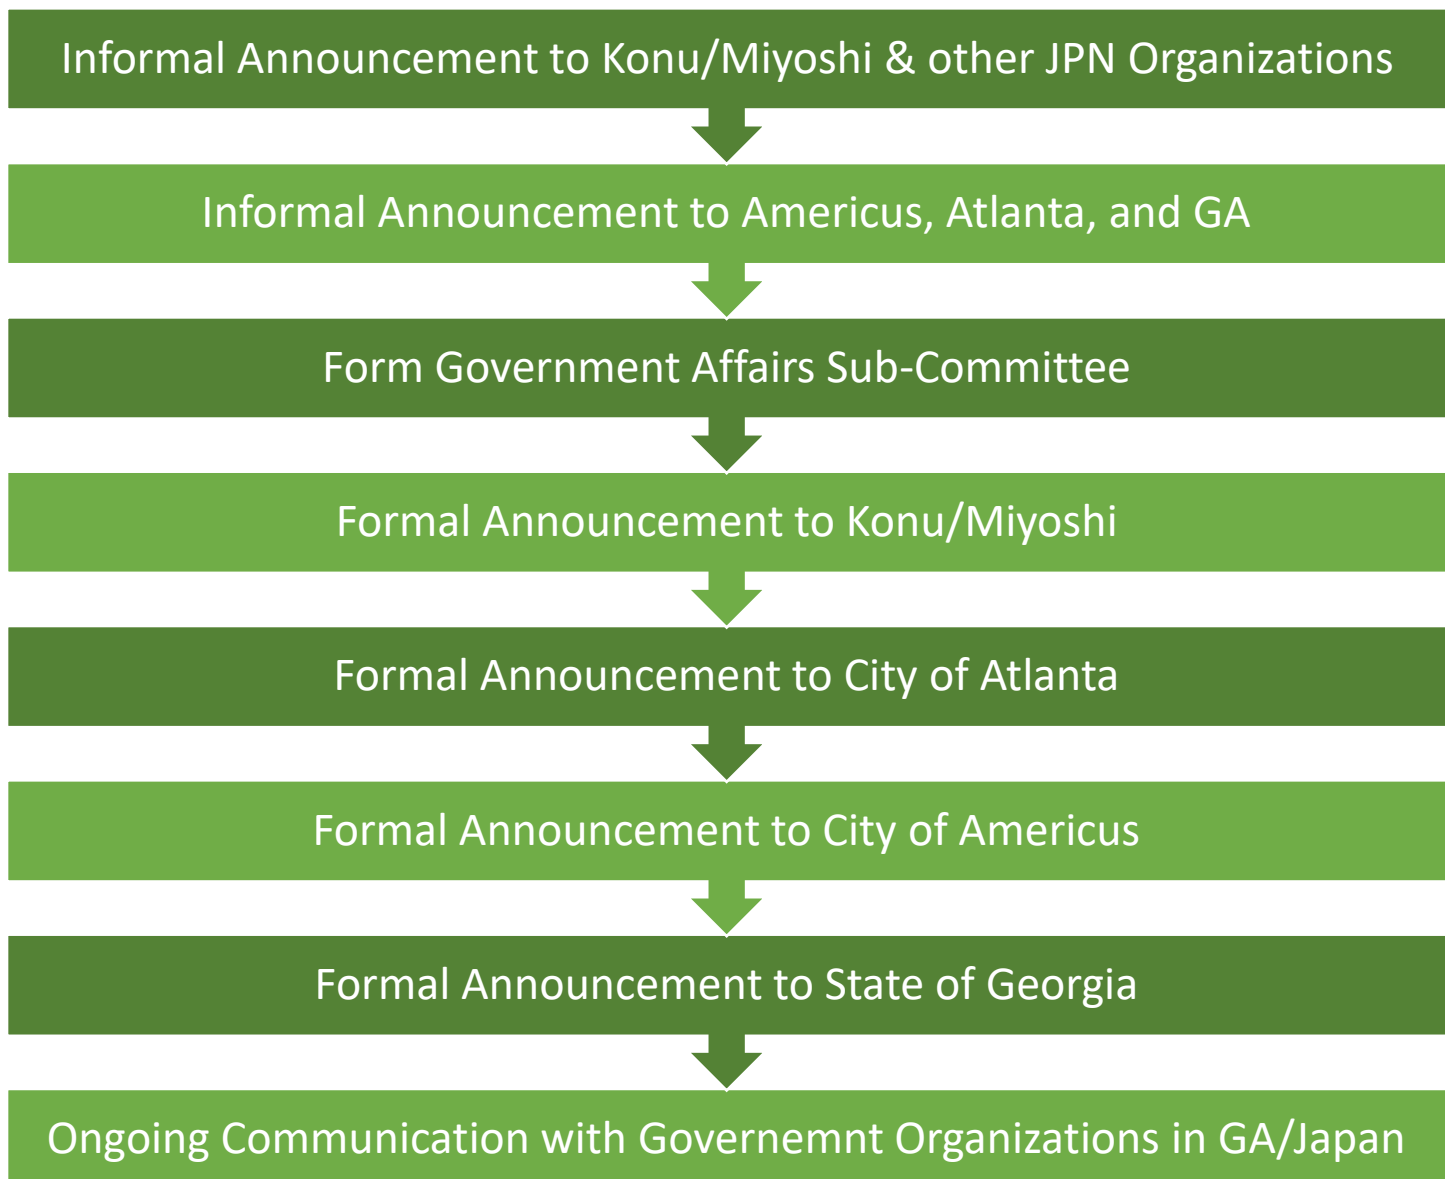 Informal Announcement to Konu/Miyoshi & other JPN Organizations
Informal Announcement to Americus, Atlanta, and GA
Form Government Affairs Sub-Committee
Formal Announcement to Konu/Miyoshi
Formal Announcement to City of Atlanta
Formal Announcement to City of Americus
Formal Announcement to State of Georgia
Ongoing Communication with Governemnt Organizations in GA/Japan